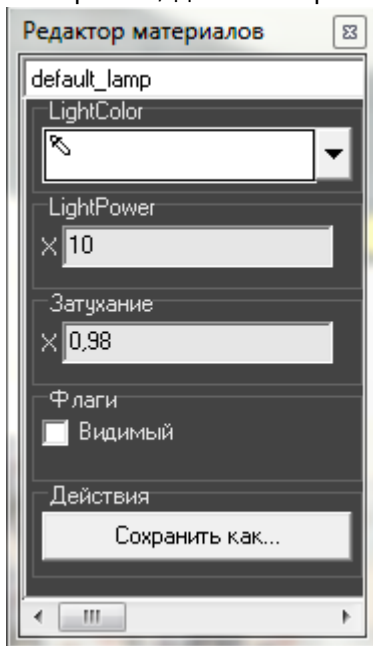 Редактор материалов
default_lamp
LightColor
LightPower
X 10
Затухание
X 0,98
Флаги
Видимый
Действия
Сохранить как...